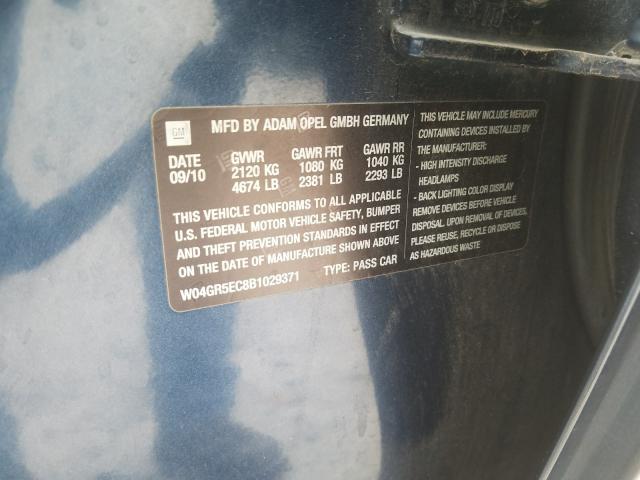 GM
MFD BY ADAM OPEL GMBH GERMANY
DATE GVWR GAWR FRT GAWR RR
09/10 2120 KG 1080 KG 1040 KG
4674 LB 2381 LB 2293 LB
THIS VEHICLE CONFORMS TO ALL APPLICABLE
U.S. FEDERAL MOTOR VEHICLE SAFETY, BUMPER
AND THEFT PREVENTION STANDARDS IN EFFECT
ON THE DATE OF MANUFACTURE SHOWN ABOVE
W04GR5EC8B1029371 TYPE: PASS CAR
THIS VEHICLE MAY INCLUDE MERCURY
CONTAINING DEVICES INSTALLED BY
THE MANUFACTURER:
- HIGH INTENSITY DISCHARGE
HEADLAMPS
- BACK LIGHTING COLOR DISPLAY
REMOVE DEVICES BEFORE VEHICLE
DISPOSAL. UPON REMOVAL OF DEVICES,
PLEASE REUSE, RECYCLE OR DISPOSE
AS HAZARDOUS WASTE